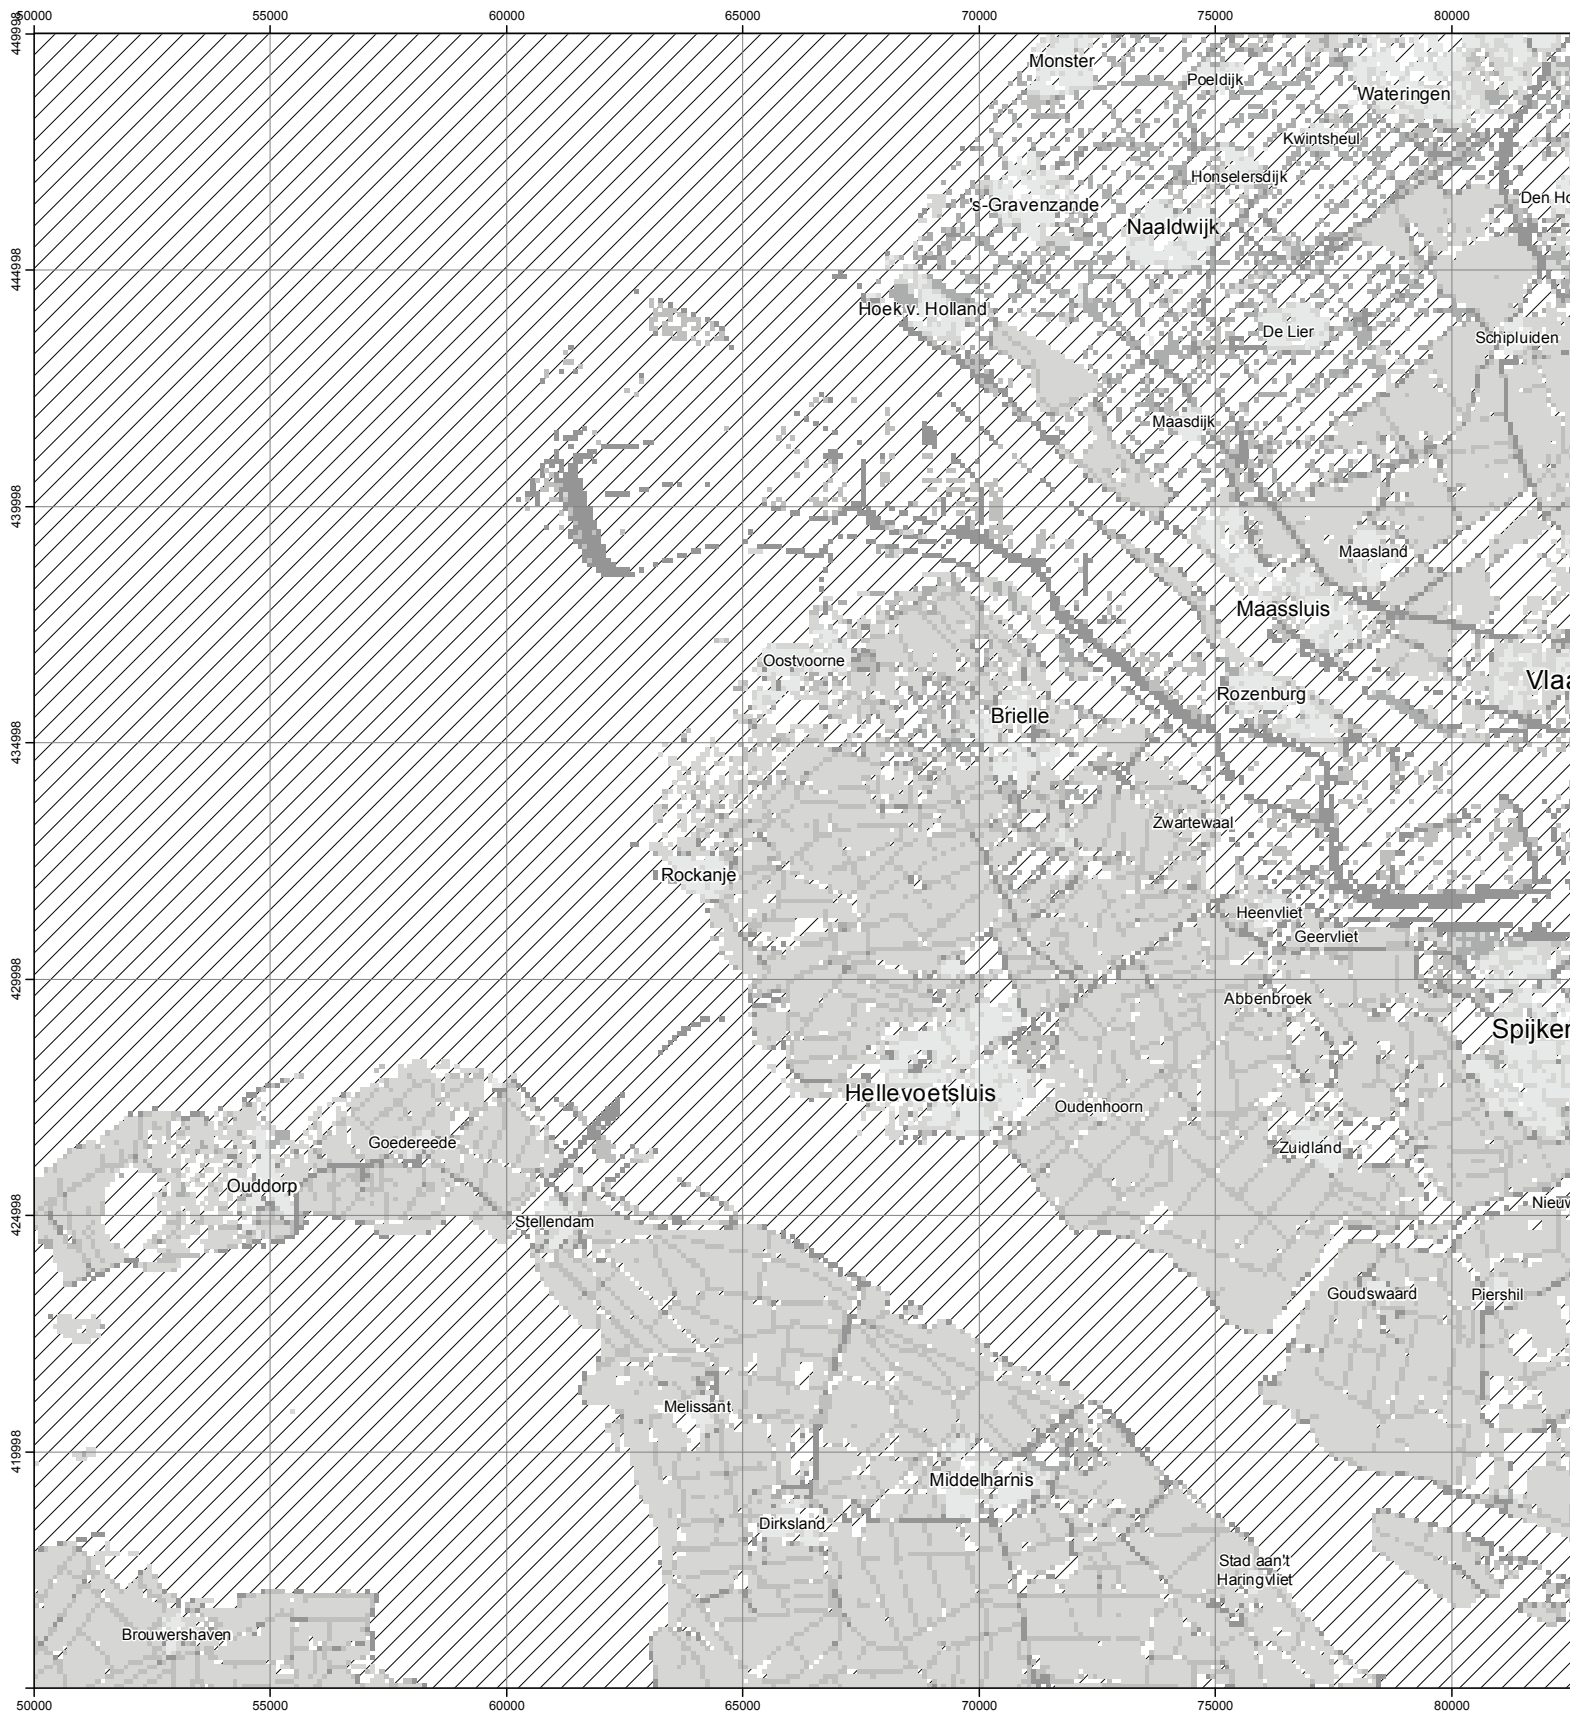 50000 55000 60000 65000 70000 75000 80000
449998
Monster
Poeldijk
Wateringen
Kwintsheul
Honselersdijk
Den Ho
's-Gravenzande
Naaldwijk
444998
Hoek v. Holland
De Lier
Schipluiden
Maasdijk
439998
Maasland
Maassluis
Oostvoorne
Vlaa
Rozenburg
Brielle
434998
Zwartewaal
Rockanje
Heenvliet
Geervliet
429998
Abbenbroek
Spijker
Hellevoetsluis
Oudenhoorn
Goedereede
Zuidland
Ouddorp
Nieuw
424998
Stellendam
Goudswaard
Piershil
Melissant
419998
Middelharnis
Dirksland
Stad aan't
Haringvliet
Brouwershaven
50000 55000 60000 65000 70000 75000 80000